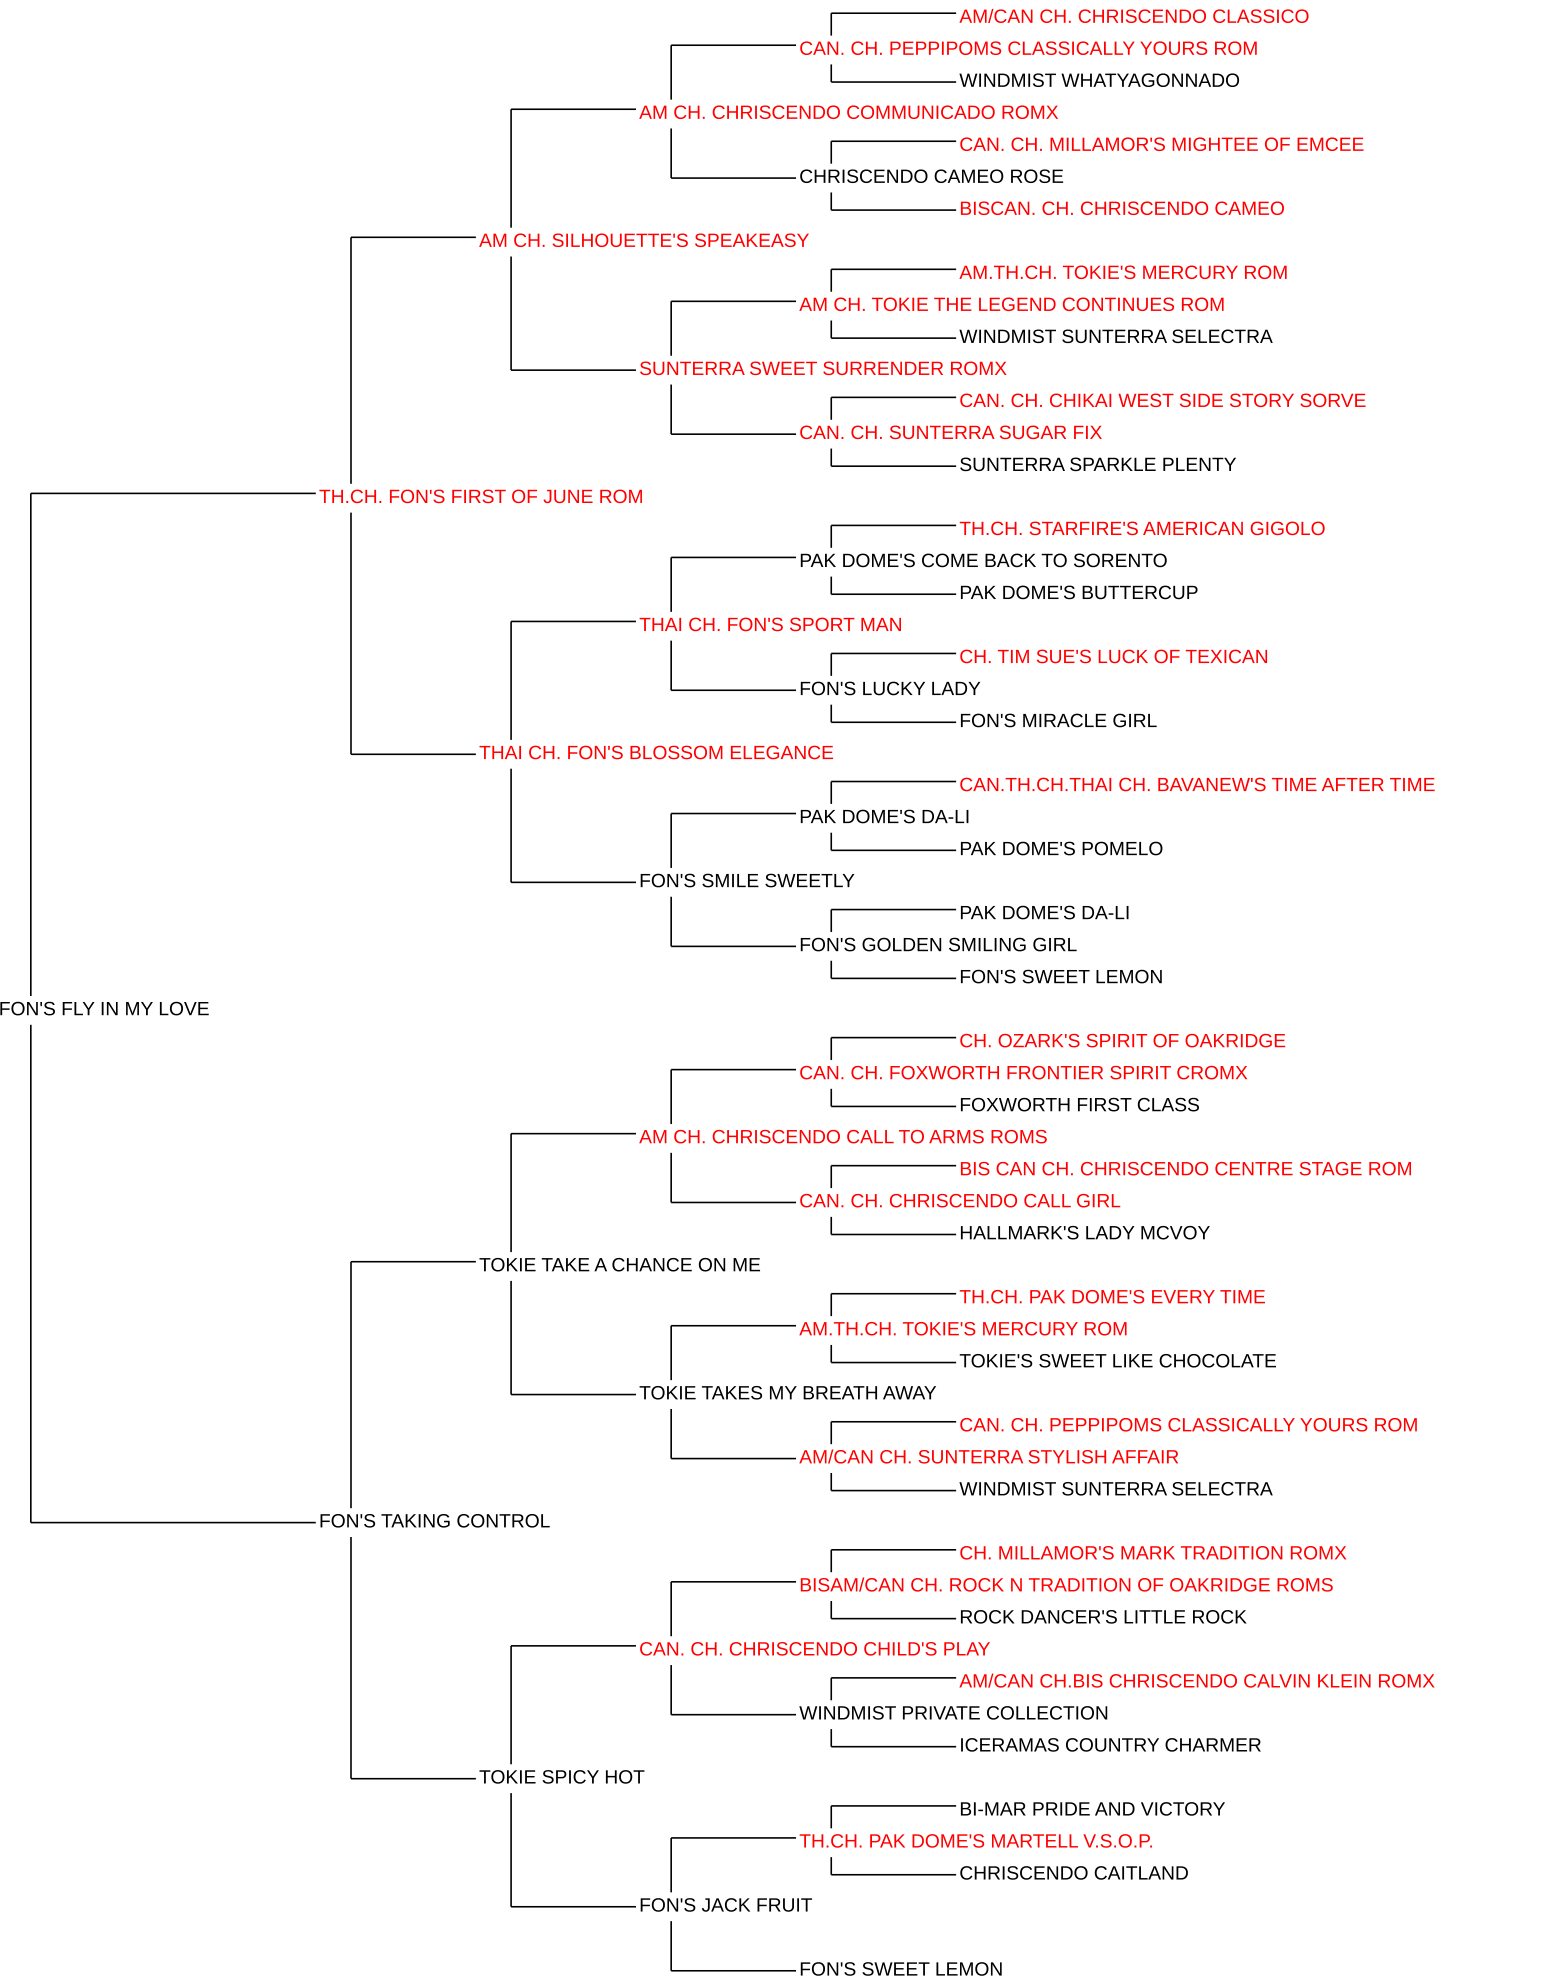 AM/CAN CH. CHRISCENDO CLASSICO
CAN. CH. PEPPIPOMS CLASSICALLY YOURS ROM
WINDMIST WHATYAGONNADO
AM CH. CHRISCENDO COMMUNICADO ROMX
CAN. CH. MILLAMOR'S MIGHTEE OF EMCEE
CHRISCENDO CAMEO ROSE
BISCAN. CH. CHRISCENDO CAMEO
AM CH. SILHOUETTE'S SPEAKEASY
AM.TH.CH. TOKIE'S MERCURY ROM
AM CH. TOKIE THE LEGEND CONTINUES ROM
WINDMIST SUNTERRA SELECTRA
SUNTERRA SWEET SURRENDER ROMX
CAN. CH. CHIKAI WEST SIDE STORY SORVE
CAN. CH. SUNTERRA SUGAR FIX
SUNTERRA SPARKLE PLENTY
TH.CH. FON'S FIRST OF JUNE ROM
TH.CH. STARFIRE'S AMERICAN GIGOLO
PAK DOME'S COME BACK TO SORENTO
PAK DOME'S BUTTERCUP
THAI CH. FON'S SPORT MAN
CH. TIM SUE'S LUCK OF TEXICAN
FON'S LUCKY LADY
FON'S MIRACLE GIRL
THAI CH. FON'S BLOSSOM ELEGANCE
CAN.TH.CH.THAI CH. BAVANEW'S TIME AFTER TIME
PAK DOME'S DA-LI
PAK DOME'S POMELO
FON'S SMILE SWEETLY
PAK DOME'S DA-LI
FON'S GOLDEN SMILING GIRL
FON'S SWEET LEMON
FON'S FLY IN MY LOVE
CH. OZARK'S SPIRIT OF OAKRIDGE
CAN. CH. FOXWORTH FRONTIER SPIRIT CROMX
FOXWORTH FIRST CLASS
AM CH. CHRISCENDO CALL TO ARMS ROMS
BIS CAN CH. CHRISCENDO CENTRE STAGE ROM
CAN. CH. CHRISCENDO CALL GIRL
HALLMARK'S LADY MCVOY
TOKIE TAKE A CHANCE ON ME
TH.CH. PAK DOME'S EVERY TIME
AM.TH.CH. TOKIE'S MERCURY ROM
TOKIE'S SWEET LIKE CHOCOLATE
TOKIE TAKES MY BREATH AWAY
CAN. CH. PEPPIPOMS CLASSICALLY YOURS ROM
AM/CAN CH. SUNTERRA STYLISH AFFAIR
WINDMIST SUNTERRA SELECTRA
FON'S TAKING CONTROL
CH. MILLAMOR'S MARK TRADITION ROMX
BISAM/CAN CH. ROCK N TRADITION OF OAKRIDGE ROMS
ROCK DANCER'S LITTLE ROCK
CAN. CH. CHRISCENDO CHILD'S PLAY
AM/CAN CH.BIS CHRISCENDO CALVIN KLEIN ROMX
WINDMIST PRIVATE COLLECTION
ICERAMAS COUNTRY CHARMER
TOKIE SPICY HOT
BI-MAR PRIDE AND VICTORY
TH.CH. PAK DOME'S MARTELL V.S.O.P.
CHRISCENDO CAITLAND
FON'S JACK FRUIT
FON'S SWEET LEMON